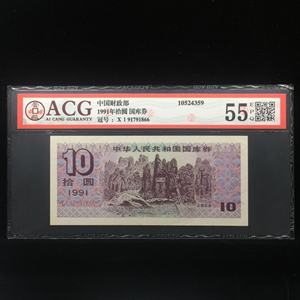 ACG
AI CANG GUARANTY
中国财政部
1991年拾圆 国库券
冠号: X I 91791866
10524359
55 EPQ
中华人民共和国国库券
10
拾圆
1991
10